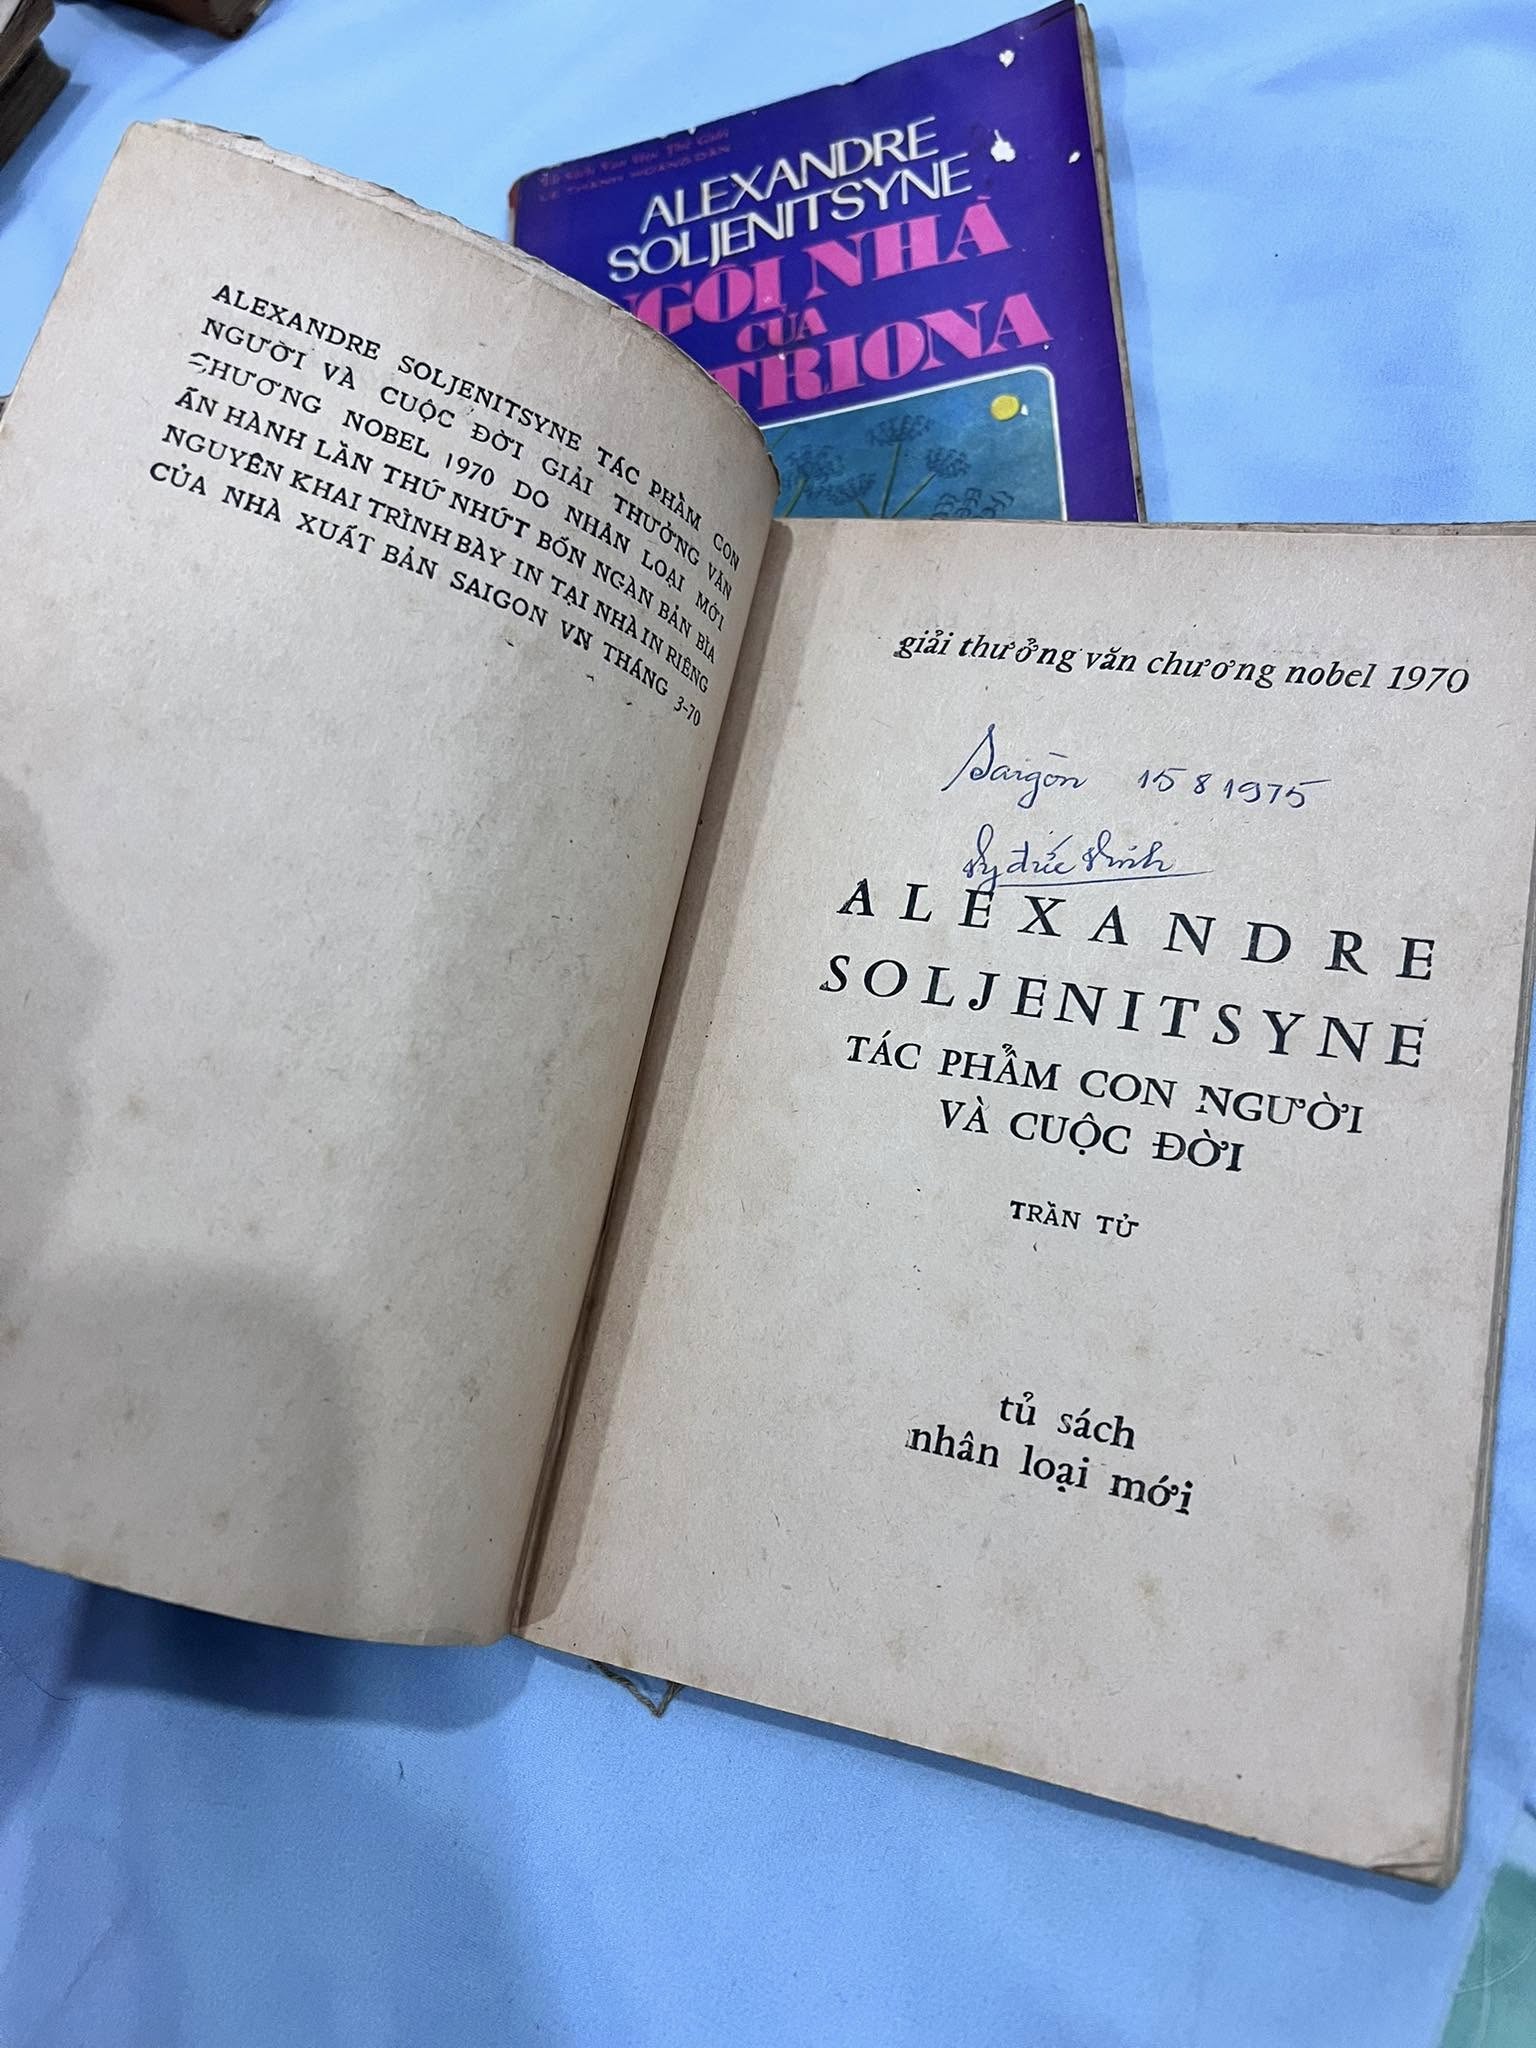 ALEXANDRE
SOLJENITSYNE
NGÔI NHÀ
CỦA
TRIONA
ALEXANDRE SOLJENITSYNE TÁC PHẨM CON
NGƯỜI VÀ CUỘC ĐỜI GIẢI THƯỞNG VĂN
CHƯƠNG NOBEL 1970 DO NHÂN LOẠI MỚI
ẤN HÀNH LẦN THỨ NHỨT BỐN NGÀN BẢN BÌA
NGUYÊN KHAI TRÌNH BÀY IN TẠI NHÀ IN RIÊNG
CỦA NHÀ XUẤT BẢN SAIGON VN THÁNG 3-70
giải thưởng văn chương nobel 1970
Saigòn 15 8 1975
đức
ALEXANDRE
SOLJENITSYNE
TÁC PHẨM CON NGƯỜI
VÀ CUỘC ĐỜI
TRẦN TỬ
tủ sách
nhân loại mới